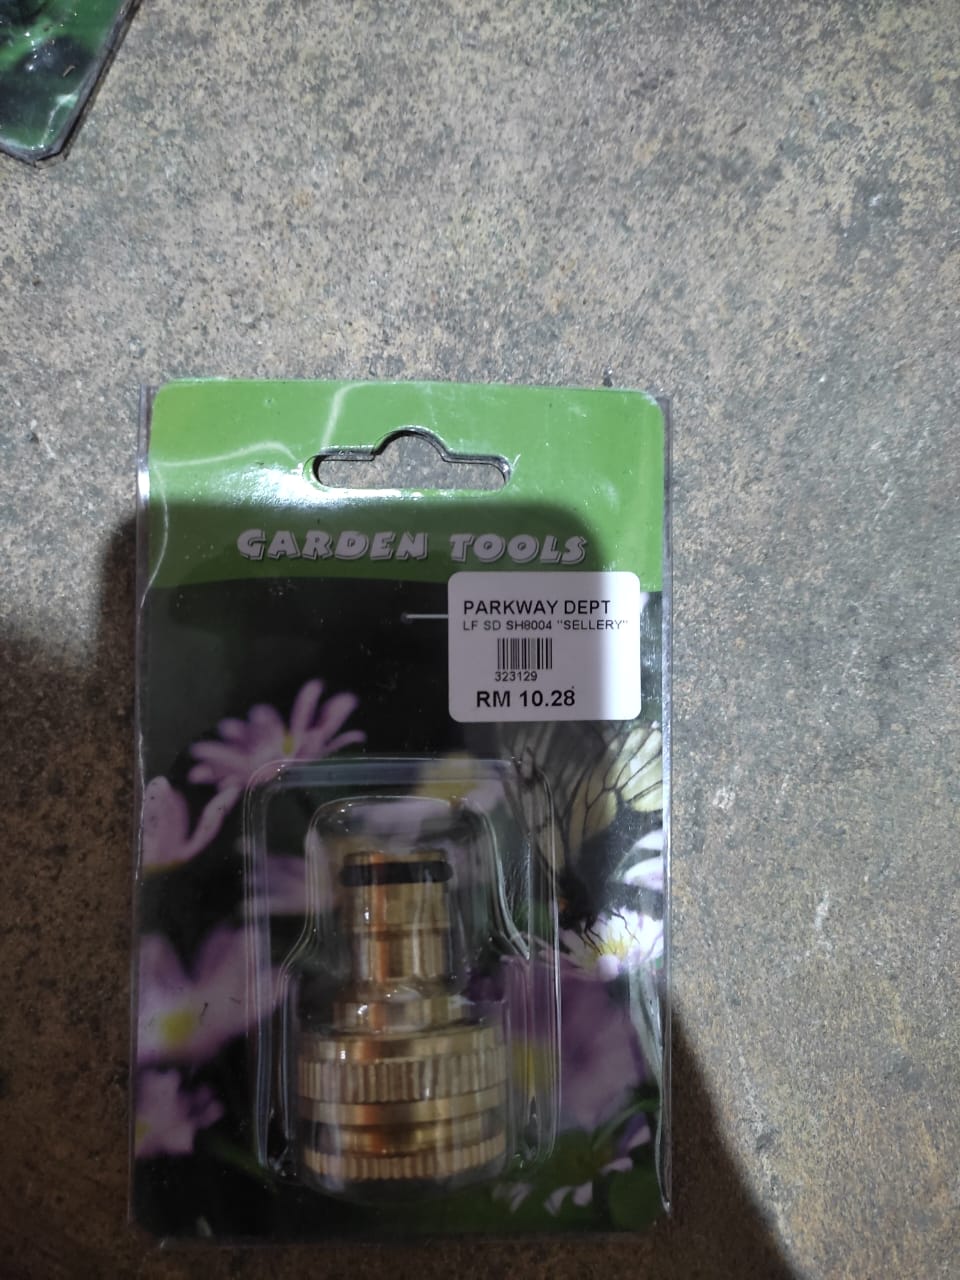 GARDEN TOOLS
PARKWAY DEPT
LF SD SH8004 "SELLERY"
323129
RM 10.28